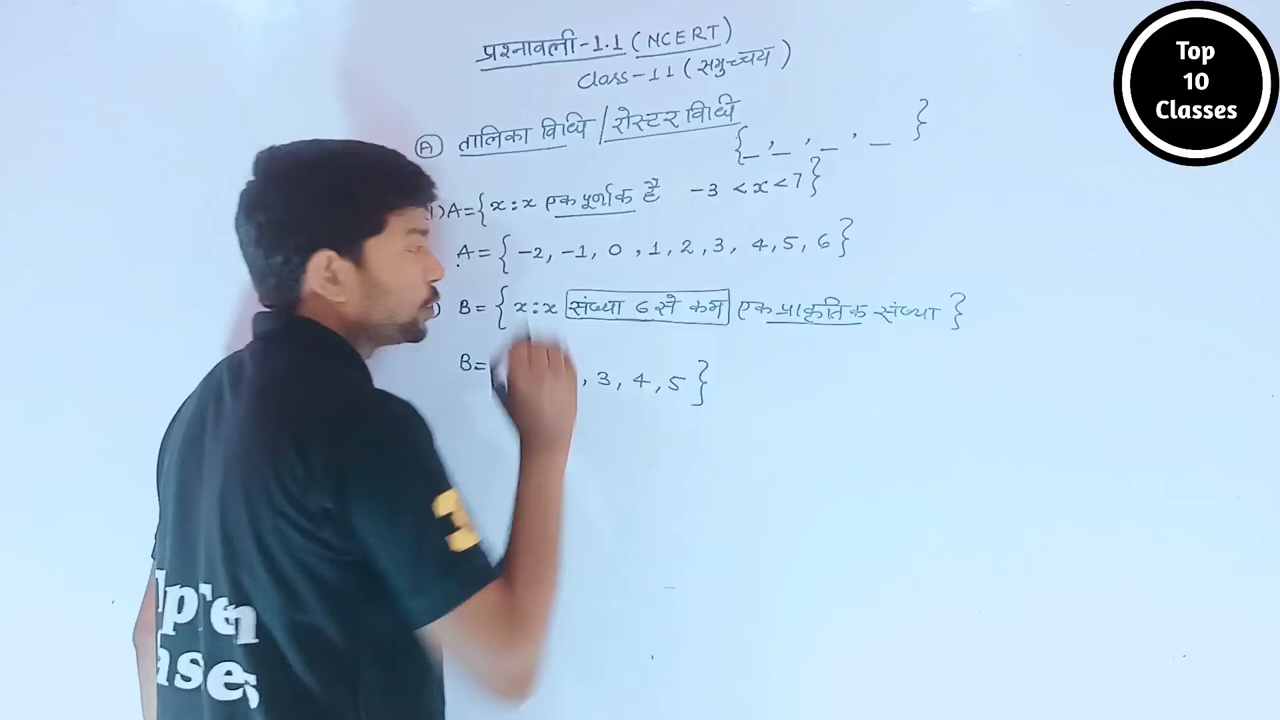 प्रश्नावली-1.1 (NCERT)
Class-11 (समुच्चय)
Ⓐ तालिका विधि / रोस्टर विधि {_, _, _, _ }
1) A={x:x एक पूर्णांक है -3 <x<7}
A={-2, -1, 0, 1, 2, 3, 4, 5, 6}
) B= {x:x संख्या 6 से कम एक प्राकृतिक संख्या }
B= , 3, 4, 5}
Top
10
Classes
3